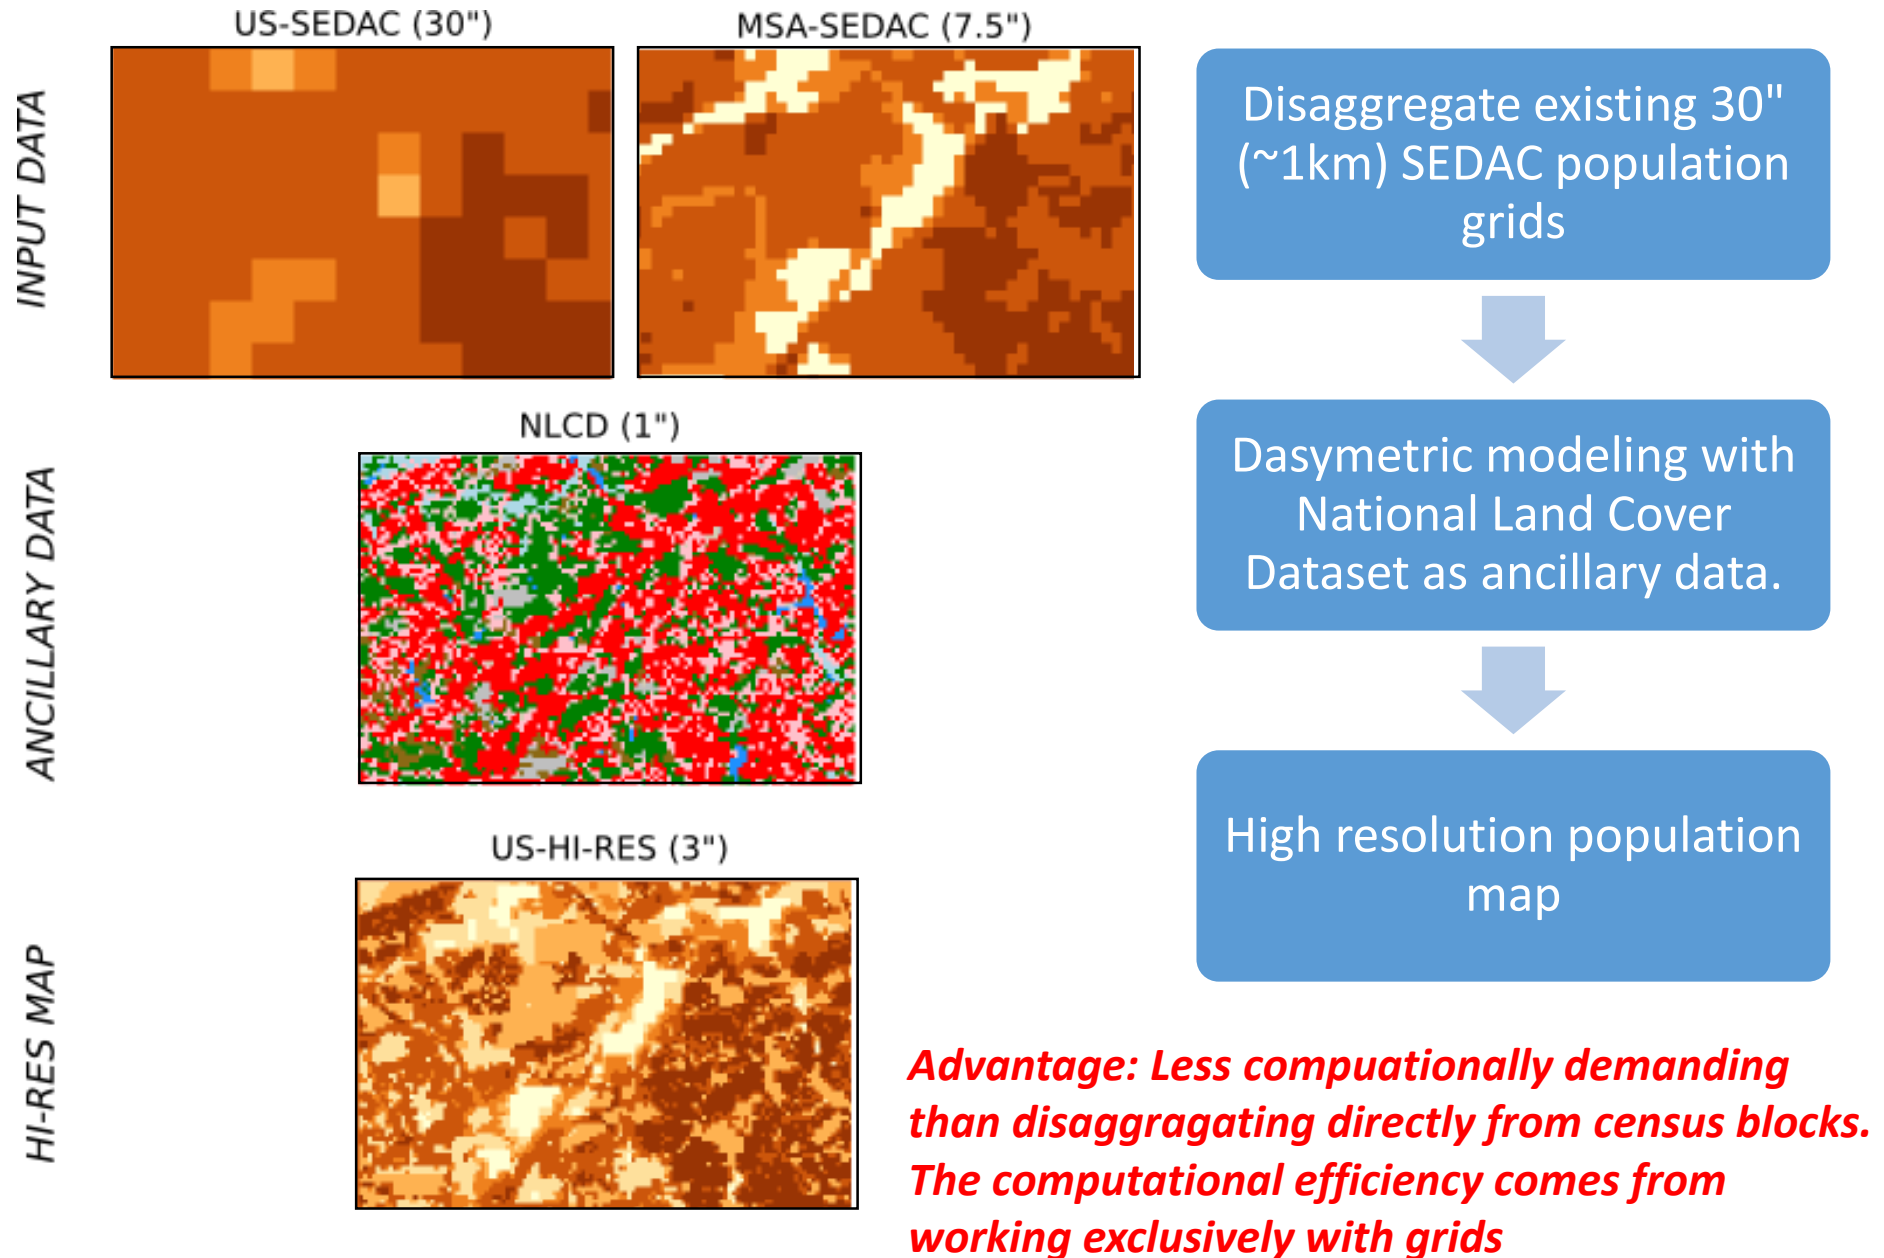 US-SEDAC (30")
MSA-SEDAC (7.5")
INPUT DATA
NLCD (1")
ANCILLARY DATA
US-HI-RES (3")
HI-RES MAP
Disaggregate existing 30"
(~1km) SEDAC population
grids
Dasymetric modeling with
National Land Cover
Dataset as ancillary data.
High resolution population
map
Advantage: Less compuationally demanding
than disaggragating directly from census blocks.
The computational efficiency comes from
working exclusively with grids